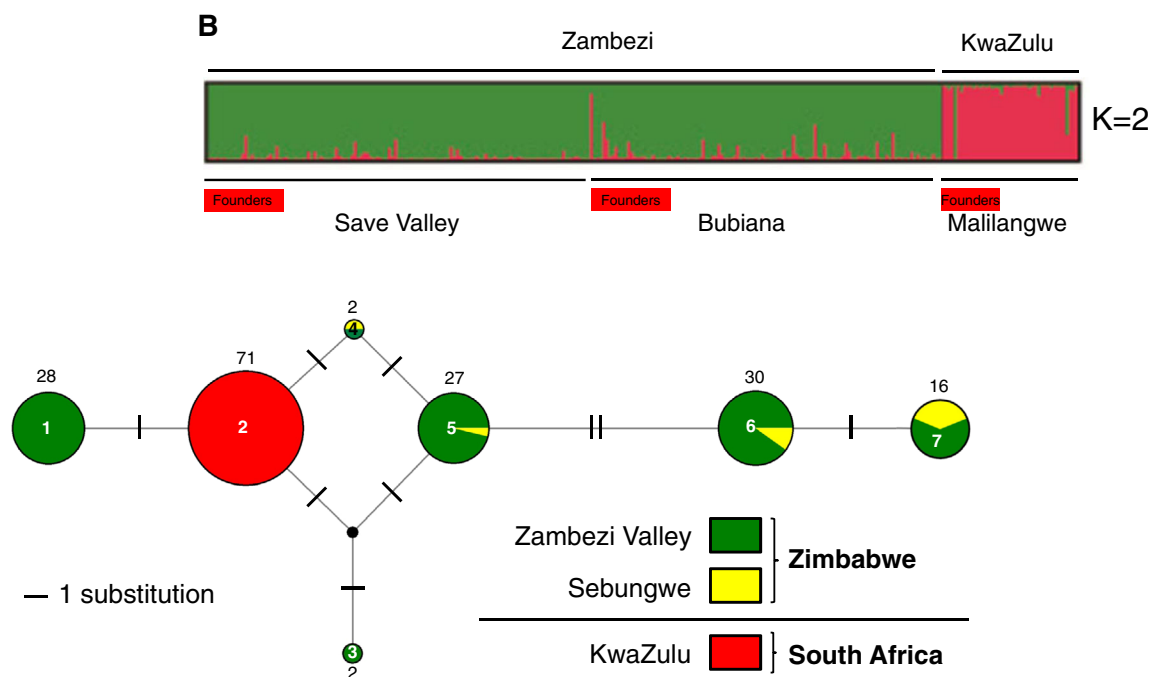 B
Zambezi
KwaZulu
K=2
Founders
Founders
Founders
Save Valley
Bubiana
Malilangwe
2
4
28
71
27
30
16
1
2
5
6
7
Zambezi Valley
Sebungwe
Zimbabwe
1 substitution
KwaZulu
South Africa
3
2